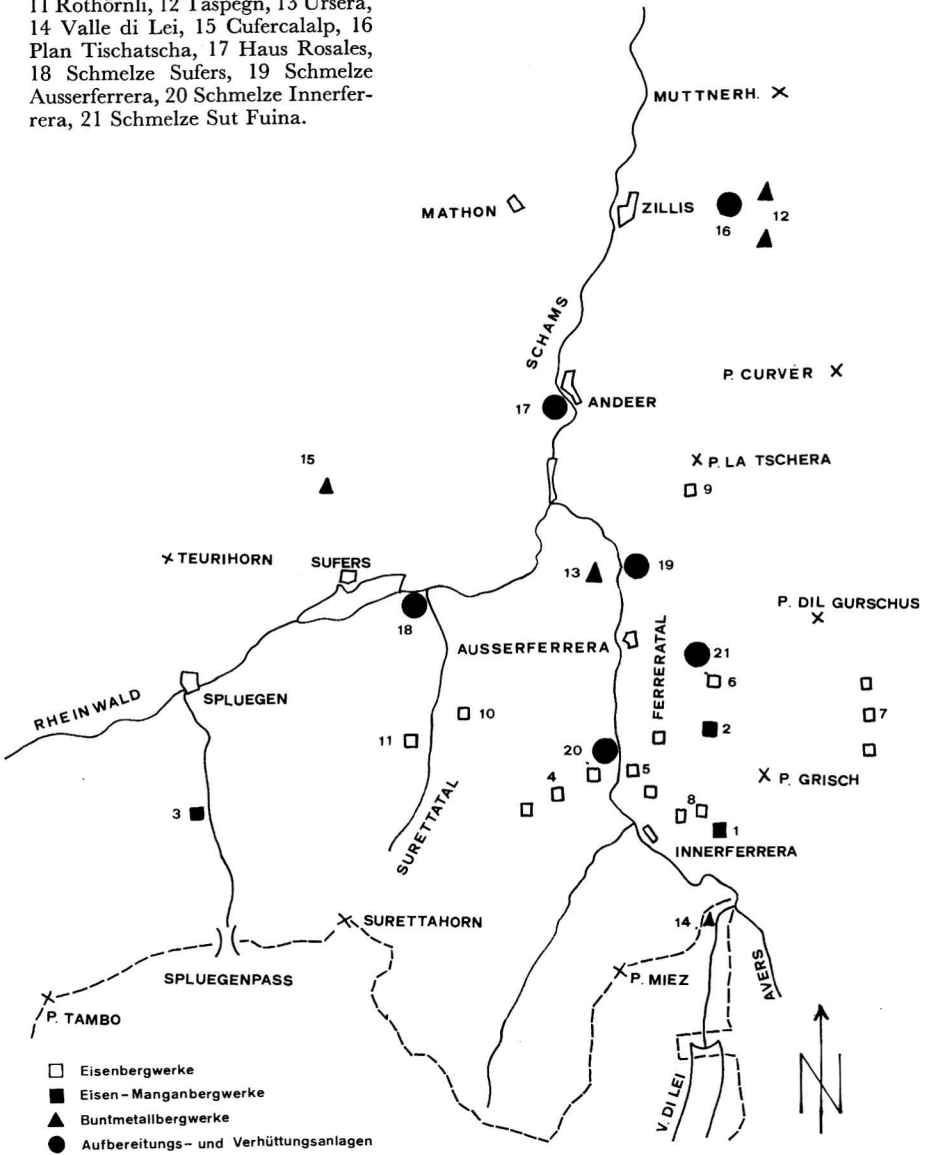 11 Rothörnli, 12 Taspegn, 13 Ursera,
14 Valle di Lei, 15 Cufercalalp, 16
Plan Tischatscha, 17 Haus Rosales,
18 Schmelze Sufers, 19 Schmelze
Ausserferrera, 20 Schmelze Innerfer-
rera, 21 Schmelze Sut Fuina.
MUTTNERH.
MATHON
ZILLIS
16
12
SCHAMS
P. CURVÈR
17
ANDEER
15
P. LA TSCHERA
9
TEURIHORN
SUFERS
13
19
P. DIL GURSCHUS
18
AUSSERFERRERA
FERRERATAL
21
6
RHEINWALD
SPLUEGEN
10
7
11
2
20
5
P. GRISCH
4
3
8
1
SURETTATAL
INNERFERRERA
SURETTAHORN
14
SPLUEGENPASS
P. MIEZ
AVERS
P. TAMBO
N
V. DI LEI
Eisenbergwerke
Eisen-Manganbergwerke
Buntmetallbergwerke
Aufbereitungs- und Verhüttungsanlagen